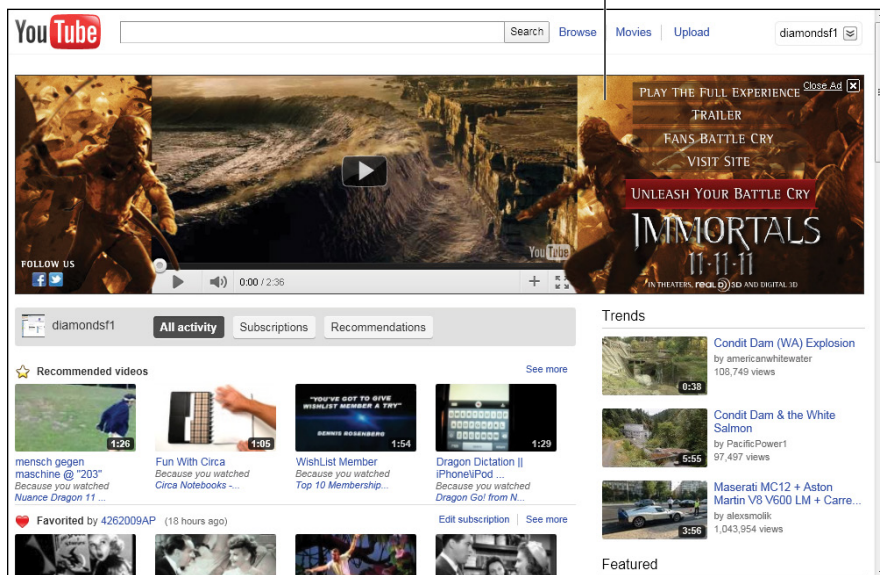 You Tube
Search
Browse
Movies
Upload
diamondsf1
Close Ad
PLAY THE FULL EXPERIENCE
TRAILER
FANS BATTLE CRY
VISIT SITE
UNLEASH YOUR BATTLE CRY
IMMORTALS
11·11·11
IN THEATERS, REAL D 3D AND DIGITAL 3D
FOLLOW US
You Tube
0:00 / 2:36
diamondsf1
All activity
Subscriptions
Recommendations
Recommended videos
See more
1:26
mensch gegen
maschine @ "203"
Because you watched
Nuance Dragon 11 ...
1:05
Fun With Circa
Because you watched
Circa Notebooks -...
"YOU'VE GOT TO GIVE
WISHLIST MEMBER A TRY"
DENNIS ROSENBERG
1:54
WishList Member
Because you watched
Top 10 Membership...
1:29
Dragon Dictation ||
iPhone\iPod ...
Because you watched
Dragon Go! from N...
Favorited by 4262009AP (18 hours ago)
Edit subscription
See more
Trends
0:38
Condit Dam (WA) Explosion
by americanwhitewater
108,749 views
5:55
Condit Dam & the White
Salmon
by PacificPower1
97,497 views
3:56
Maserati MC12 + Aston
Martin V8 V600 LM + Carre...
by alexsmolik
1,043,954 views
Featured